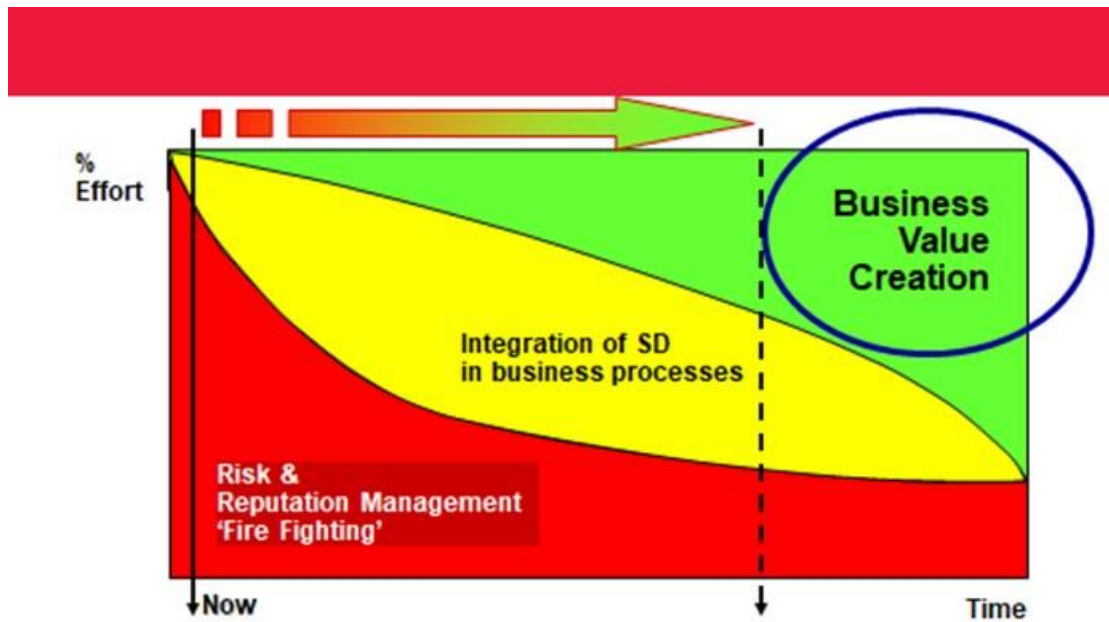 %
Effort
Business
Value
Creation
Integration of SD
in business processes
Risk &
Reputation Management
‘Fire Fighting’
Now
Time